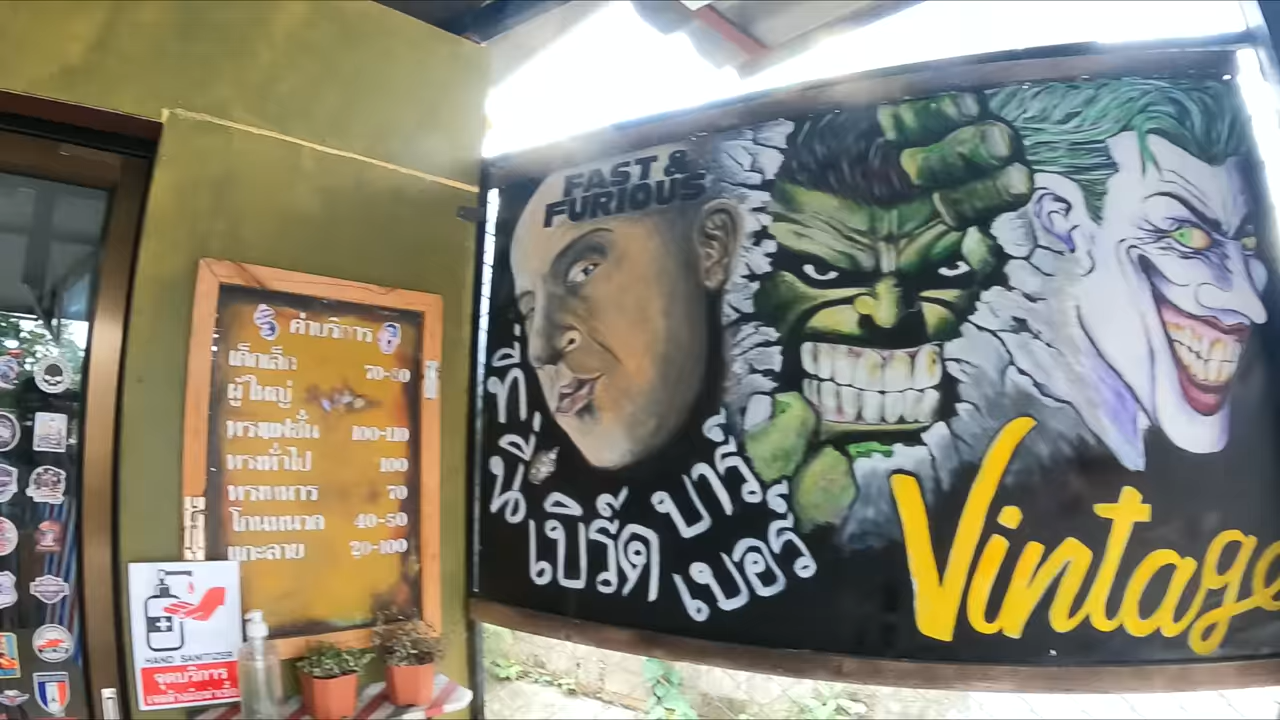 ค่าบริการ
เด็กเล็ก 70-80
ผู้ใหญ่
ทรงแฟชั่น 100-110
ทรงทั่วไป 100
ทรงทหาร 70
โกนหนวด 40-50
แกะลาย 20-100
HAND SANITIZER
จุดบริการ
FAST &
FURIOUS
ที่
นี่
เบิร์ด บาร์
เบอร์
Vintage